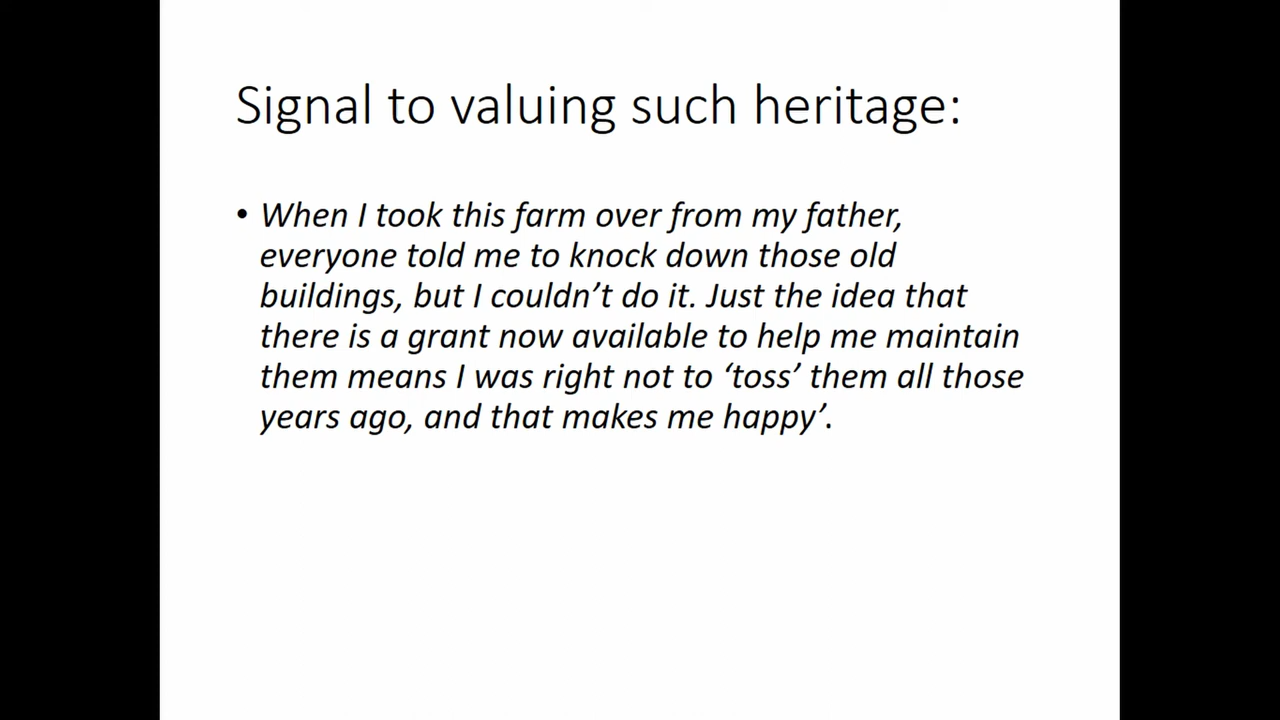 Signal to valuing such heritage:
• When I took this farm over from my father,
everyone told me to knock down those old
buildings, but I couldn’t do it. Just the idea that
there is a grant now available to help me maintain
them means I was right not to ‘toss’ them all those
years ago, and that makes me happy’.